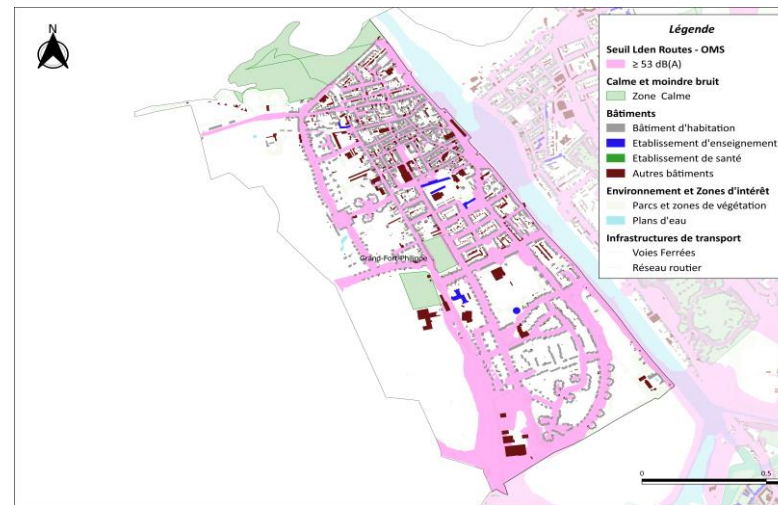 N
Légende
Seuil Lden Routes - OMS
≥ 53 dB(A)
Calme et moindre bruit
Zone Calme
Bâtiments
Bâtiment d'habitation
Etablissement d'enseignement
Etablissement de santé
Autres bâtiments
Environnement et Zones d'intérêt
Parcs et zones de végétation
Plans d'eau
Infrastructures de transport
Voies Ferrées
Réseau routier
Grand-Fort-Philippe
0
0.5